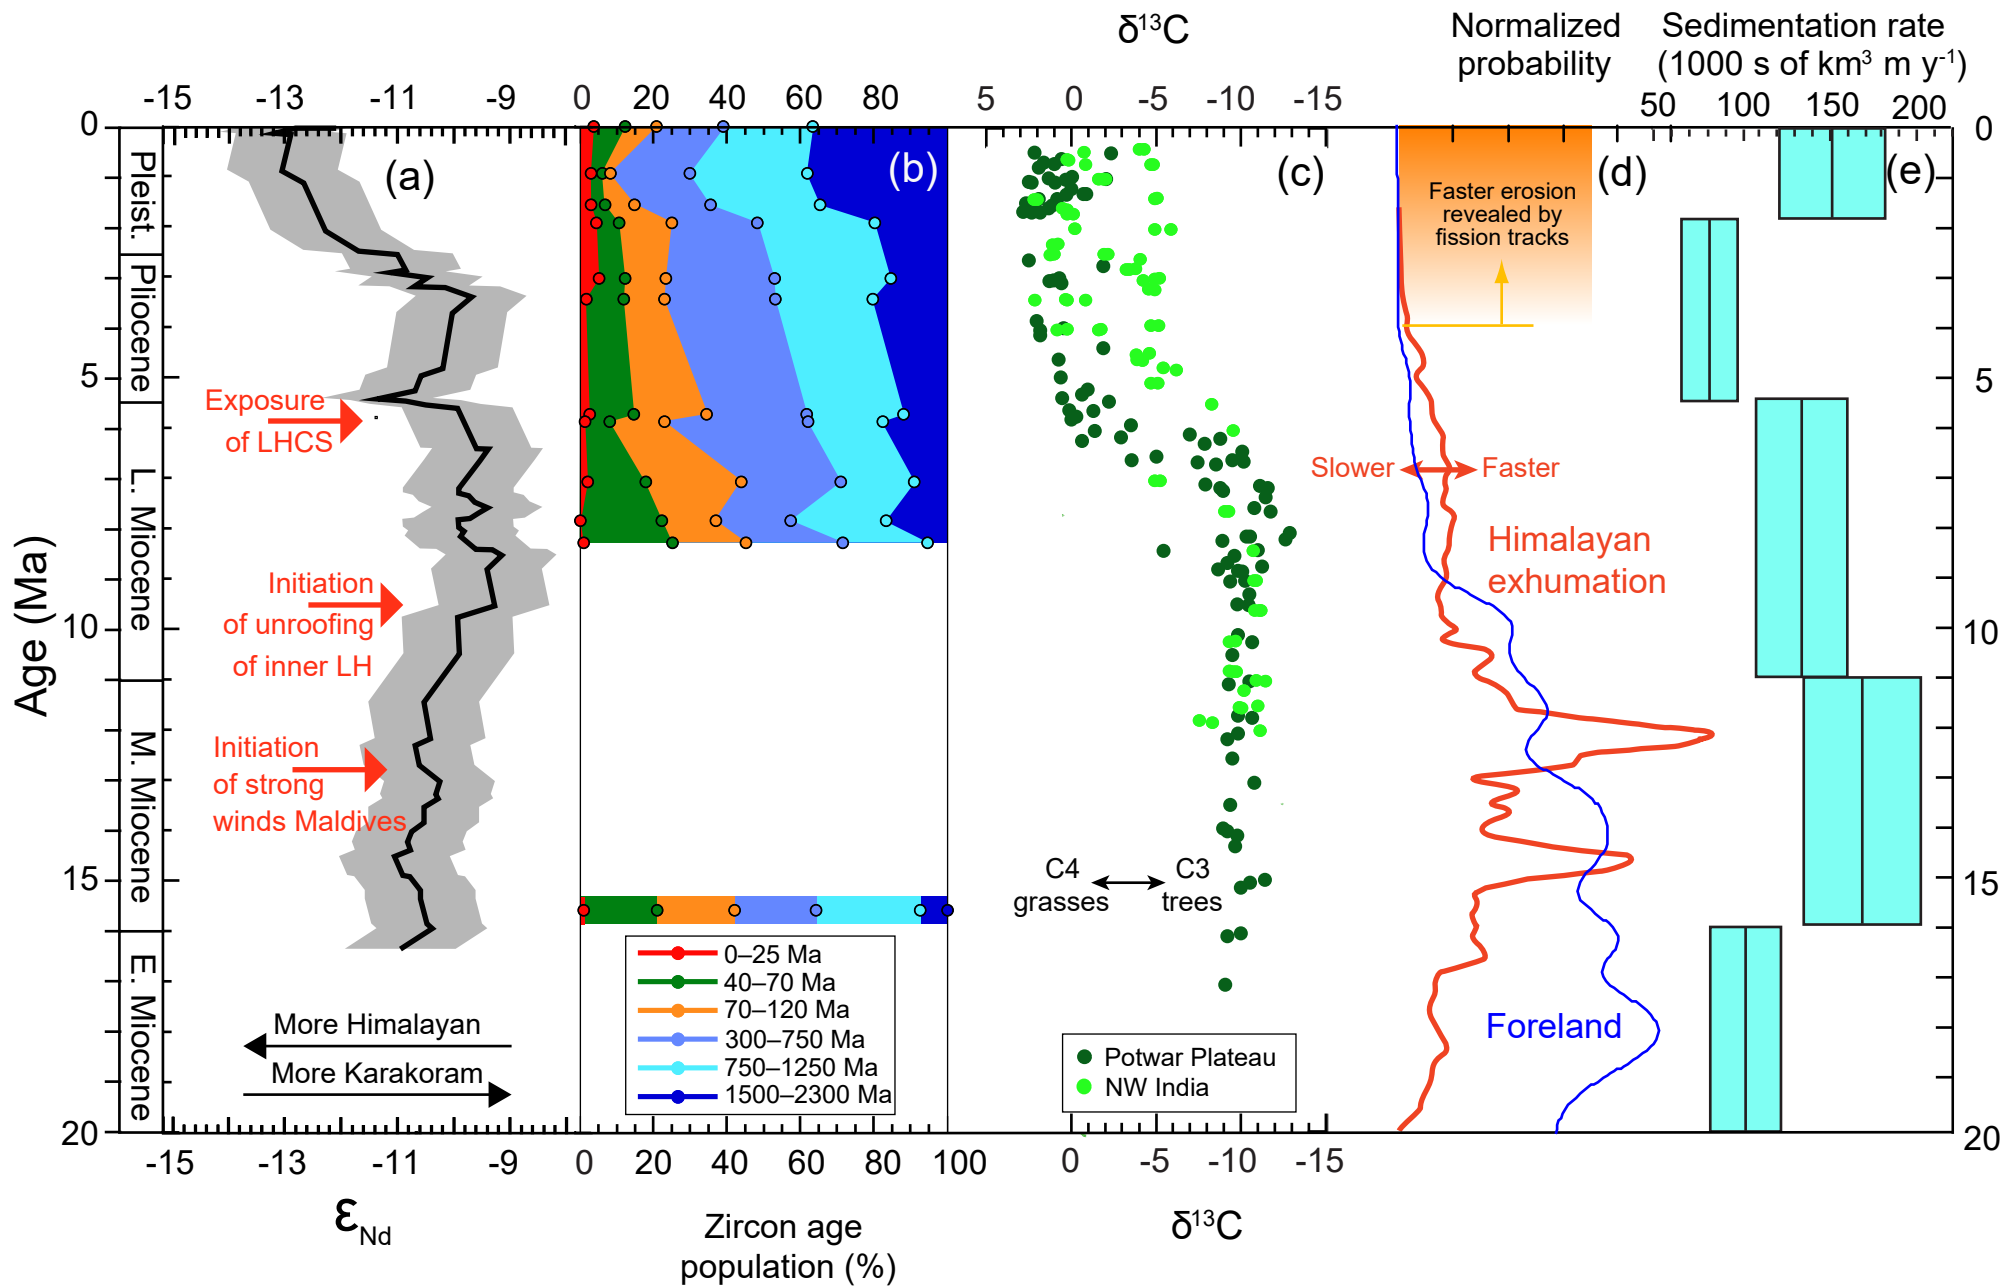 δ13C
Normalized
probability
Sedimentation rate
(1000 s of km3 m y-1)
-15 -13 -11 -9
0 20 40 60 80
5 0 -5 -10 -15
50 100 150 200
0
5
10
15
20
Age (Ma)
Pleist.
Pliocene
L. Miocene
M. Miocene
E. Miocene
(a)
Exposure
of LHCS
Initiation
of unroofing
of inner LH
Initiation
of strong
winds Maldives
More Himalayan
More Karakoram
(b)
0–25 Ma
40–70 Ma
70–120 Ma
300–750 Ma
750–1250 Ma
1500–2300 Ma
(c)
C4
grasses
C3
trees
Potwar Plateau
NW India
(d)
Faster erosion
revealed by
fission tracks
Slower
Faster
Himalayan
exhumation
Foreland
(e)
0
5
10
15
20
-15 -13 -11 -9
0 20 40 60 80 100
0 -5 -10 -15
εNd
Zircon age
population (%)
δ13C